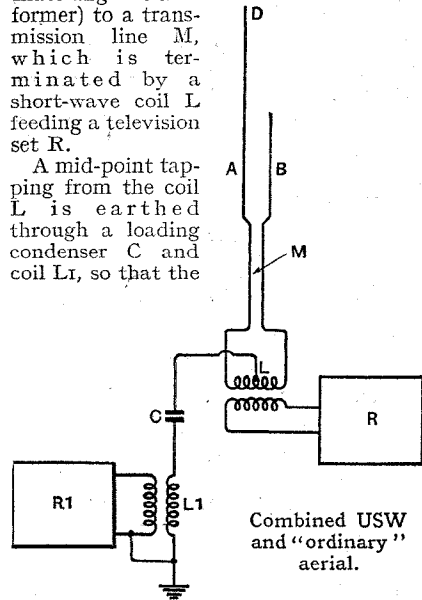 former) to a trans-
mission line M,
which is ter-
minated by a
short-wave coil L
feeding a television
set R.
A mid-point tap-
ping from the coil
L is earthed
through a loading
condenser C and
coil L1, so that the
D
A
B
M
L
C
R
R1
L1
Combined USW
and "ordinary"
aerial.